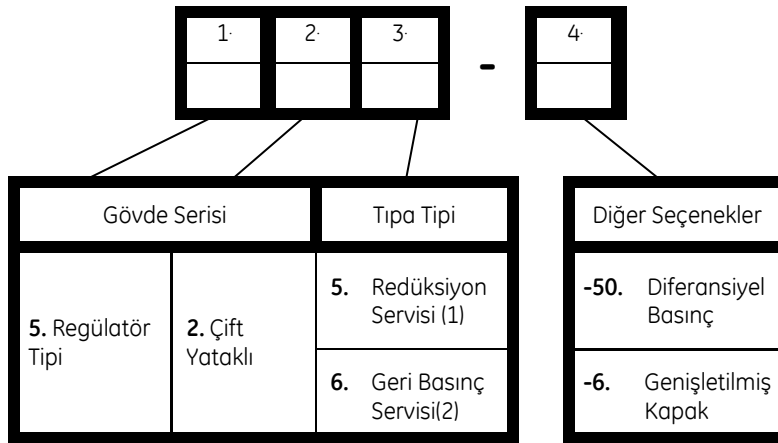 1. 2. 3. - 4.
Gövde Serisi
Tıpa Tipi
Diğer Seçenekler
5. Regülatör
Tipi
2. Çift
Yataklı
5. Redüksiyon
Servisi (1)
6. Geri Basınç
Servisi(2)
-50. Diferansiyel
Basınç
-6. Genişletilmiş
Kapak